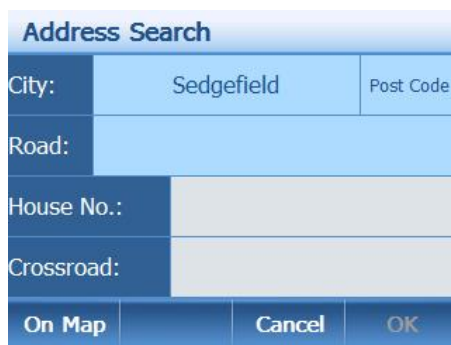 Address Search
City: Sedgefield Post Code
Road:
House No.:
Crossroad:
On Map Cancel OK